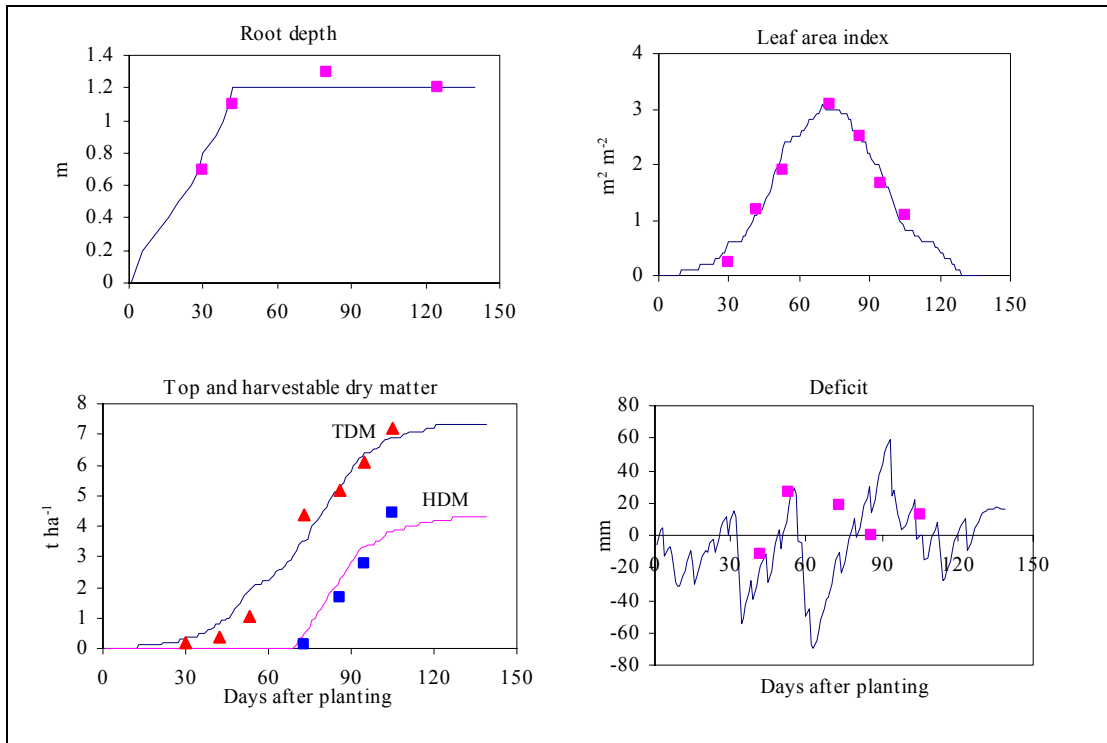 Root depth
1.4
1.2
1
0.8
0.6
0.4
0.2
0
m
0 30 60 90 120 150
Leaf area index
4
3
2
1
0
m² m⁻²
0 30 60 90 120 150
Top and harvestable dry matter
8
7
6
5
4
3
2
1
0
t ha⁻¹
TDM
HDM
0 30 60 90 120 150
Days after planting
Deficit
80
60
40
20
0
-20
-40
-60
-80
mm
0 30 60 90 120 150
Days after planting